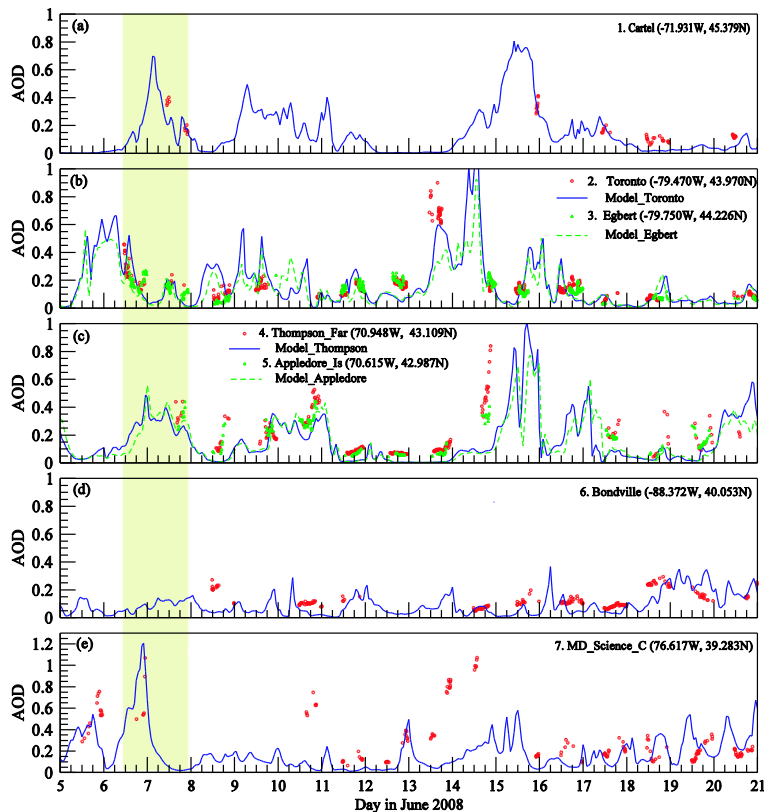 (a)
1. Cartel (-71.931W, 45.379N)
AOD
1
0.8
0.6
0.4
0.2
0
(b)
2. Toronto (-79.470W, 43.970N)
Model_Toronto
3. Egbert (-79.750W, 44.226N)
Model_Egbert
AOD
1
0.8
0.6
0.4
0.2
0
(c)
4. Thompson_Far (70.948W, 43.109N)
Model_Thompson
5. Appledore_Is (70.615W, 42.987N)
Model_Appledore
AOD
1
0.8
0.6
0.4
0.2
0
(d)
6. Bondville (-88.372W, 40.053N)
AOD
1
0.8
0.6
0.4
0.2
0
(e)
7. MD_Science_C (76.617W, 39.283N)
AOD
1.2
1
0.8
0.6
0.4
0.2
0
5 6 7 8 9 10 11 12 13 14 15 16 17 18 19 20 21
Day in June 2008